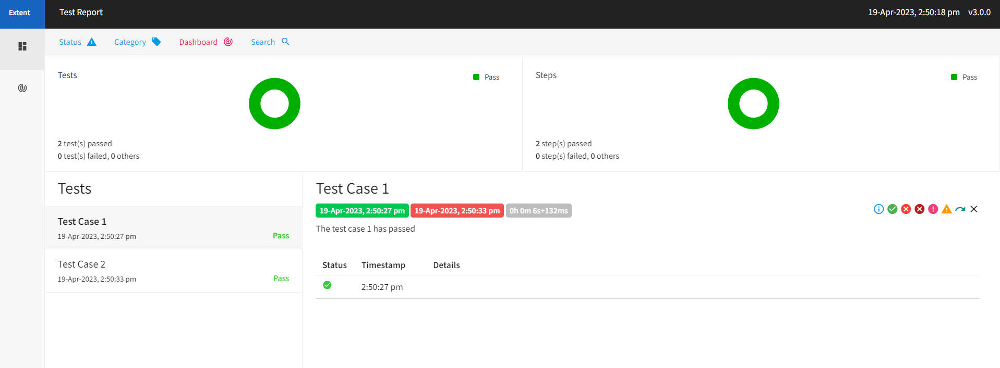 Extent
Test Report
19-Apr-2023, 2:50:18 pm v3.0.0
Status
Category
Dashboard
Search
Tests
Pass
2 test(s) passed
0 test(s) failed, 0 others
Steps
Pass
2 step(s) passed
0 step(s) failed, 0 others
Tests
Test Case 1
19-Apr-2023, 2:50:27 pm
Pass
Test Case 2
19-Apr-2023, 2:50:33 pm
Pass
Test Case 1
19-Apr-2023, 2:50:27 pm 19-Apr-2023, 2:50:33 pm 0h 0m 6s+132ms
The test case 1 has passed
Status Timestamp Details
2:50:27 pm